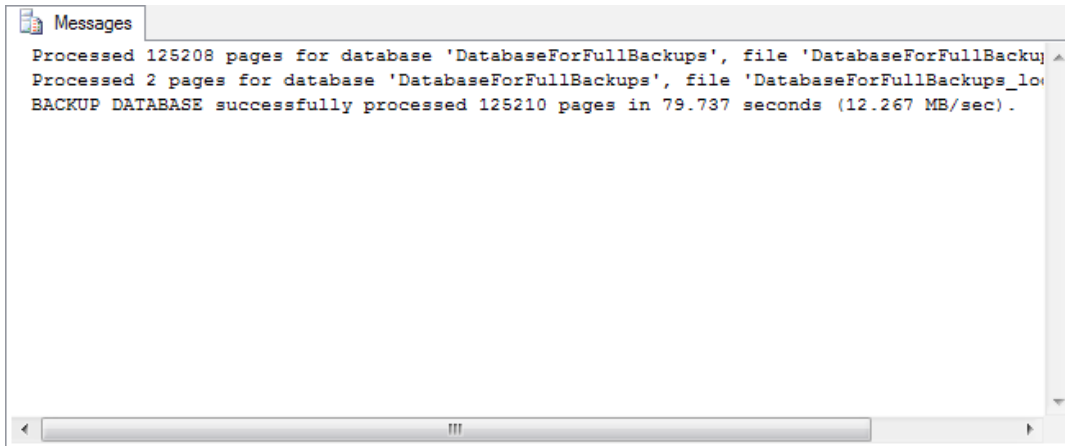 Messages
Processed 125208 pages for database 'DatabaseForFullBackups', file 'DatabaseForFullBackup
Processed 2 pages for database 'DatabaseForFullBackups', file 'DatabaseForFullBackups_lo
BACKUP DATABASE successfully processed 125210 pages in 79.737 seconds (12.267 MB/sec).